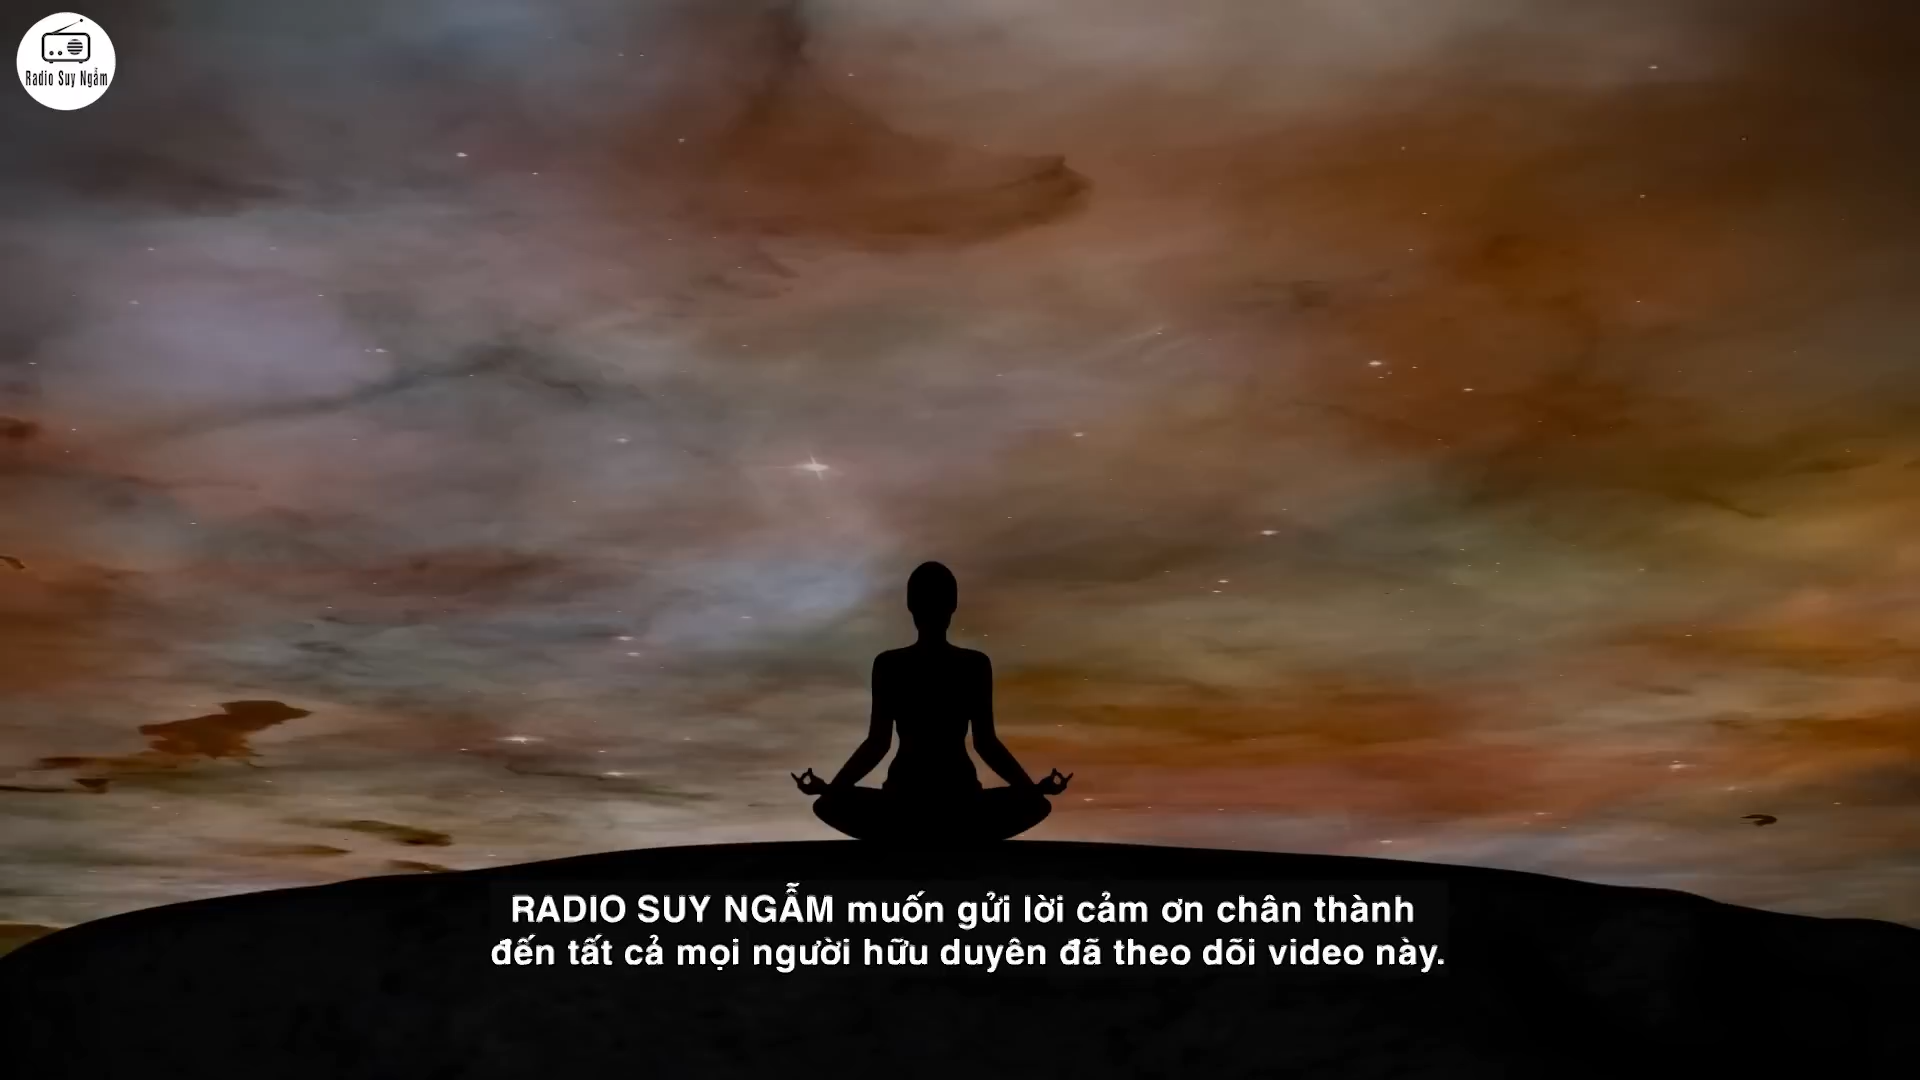 Radio Suy Ngẫm
RADIO SUY NGẪM muốn gửi lời cảm ơn chân thành
đến tất cả mọi người hữu duyên đã theo dõi video này.